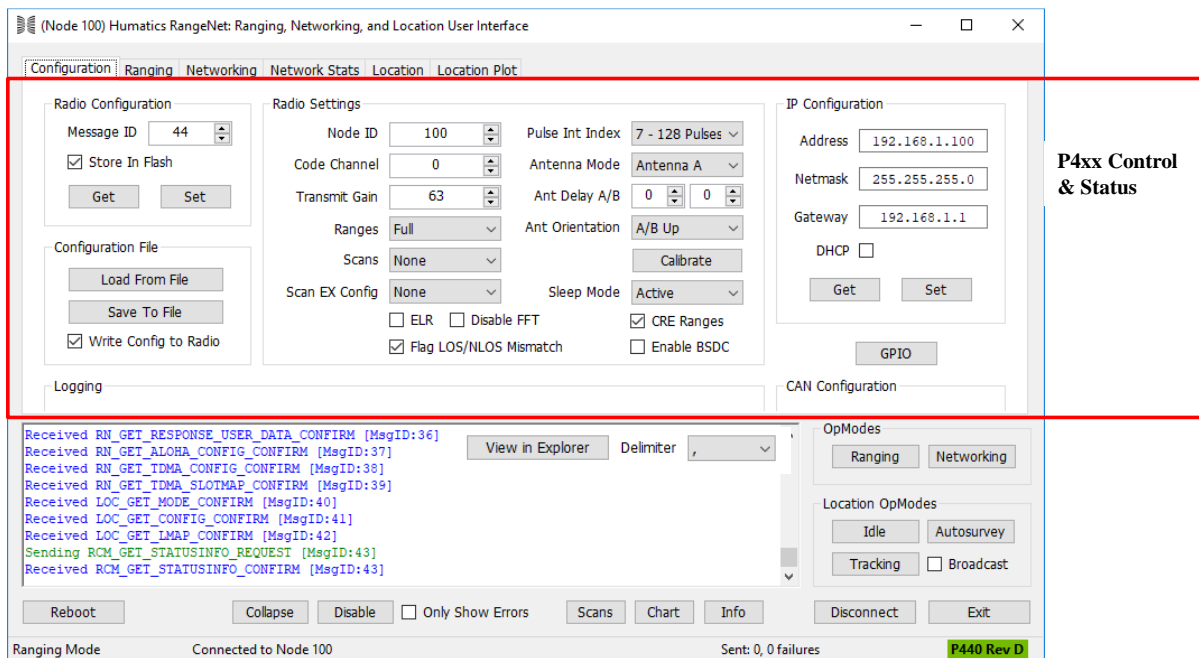 (Node 100) Humatics RangeNet: Ranging, Networking, and Location User Interface
Configuration Ranging Networking Network Stats Location Location Plot
Radio Configuration
Message ID 44
Store In Flash
Get Set
Configuration File
Load From File
Save To File
Write Config to Radio
Radio Settings
Node ID 100 Pulse Int Index 7 - 128 Pulses
Code Channel 0 Antenna Mode Antenna A
Transmit Gain 63 Ant Delay A/B 0 0
Ranges Full Ant Orientation A/B Up
Scans None Calibrate
Scan EX Config None Sleep Mode Active
ELR Disable FFT CRE Ranges
Flag LOS/NLOS Mismatch Enable BSDC
IP Configuration
Address 192.168.1.100
Netmask 255.255.255.0
Gateway 192.168.1.1
DHCP
Get Set
GPIO
Logging
CAN Configuration
P4xx Control
& Status
Received RN_GET_RESPONSE_USER_DATA_CONFIRM [MsgID:36]
Received RN_GET_ALOHA_CONFIG_CONFIRM [MsgID:37]
Received RN_GET_TDMA_CONFIG_CONFIRM [MsgID:38]
Received RN_GET_TDMA_SLOTMAP_CONFIRM [MsgID:39]
Received LOC_GET_MODE_CONFIRM [MsgID:40]
Received LOC_GET_CONFIG_CONFIRM [MsgID:41]
Received LOC_GET_LMAP_CONFIRM [MsgID:42]
Sending RCM_GET_STATUSINFO_REQUEST [MsgID:43]
Received RCM_GET_STATUSINFO_CONFIRM [MsgID:43]
View in Explorer Delimiter ,
OpModes
Ranging Networking
Location OpModes
Idle Autosurvey
Tracking Broadcast
Reboot Collapse Disable Only Show Errors Scans Chart Info Disconnect Exit
Ranging Mode Connected to Node 100 Sent: 0, 0 failures P440 Rev D